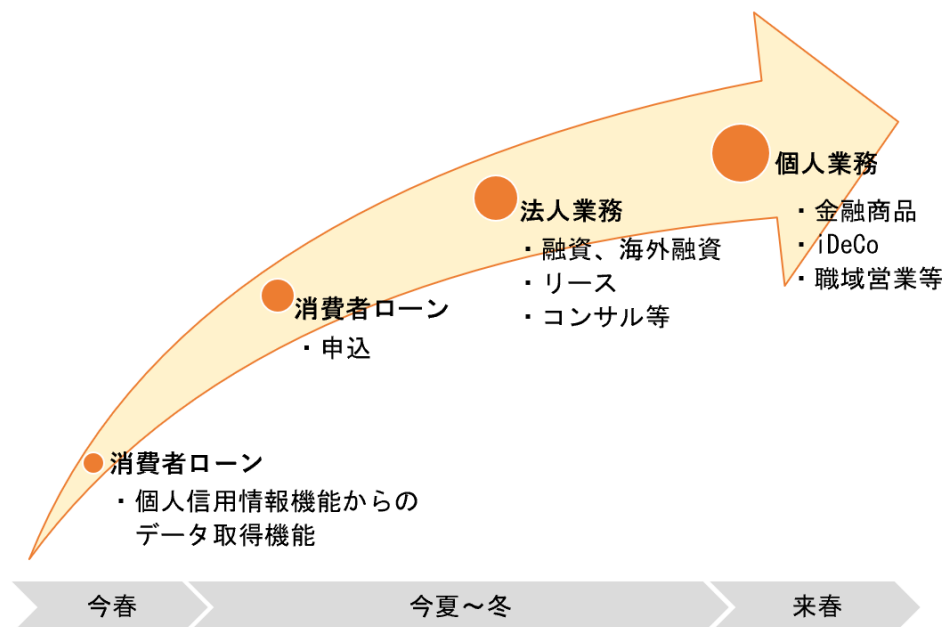 個人業務
・金融商品
・iDeCo
・職域営業等
法人業務
・融資、海外融資
・リース
・コンサル等
消費者ローン
・申込
消費者ローン
・個人信用情報機能からの
データ取得機能
今春
今夏～冬
来春